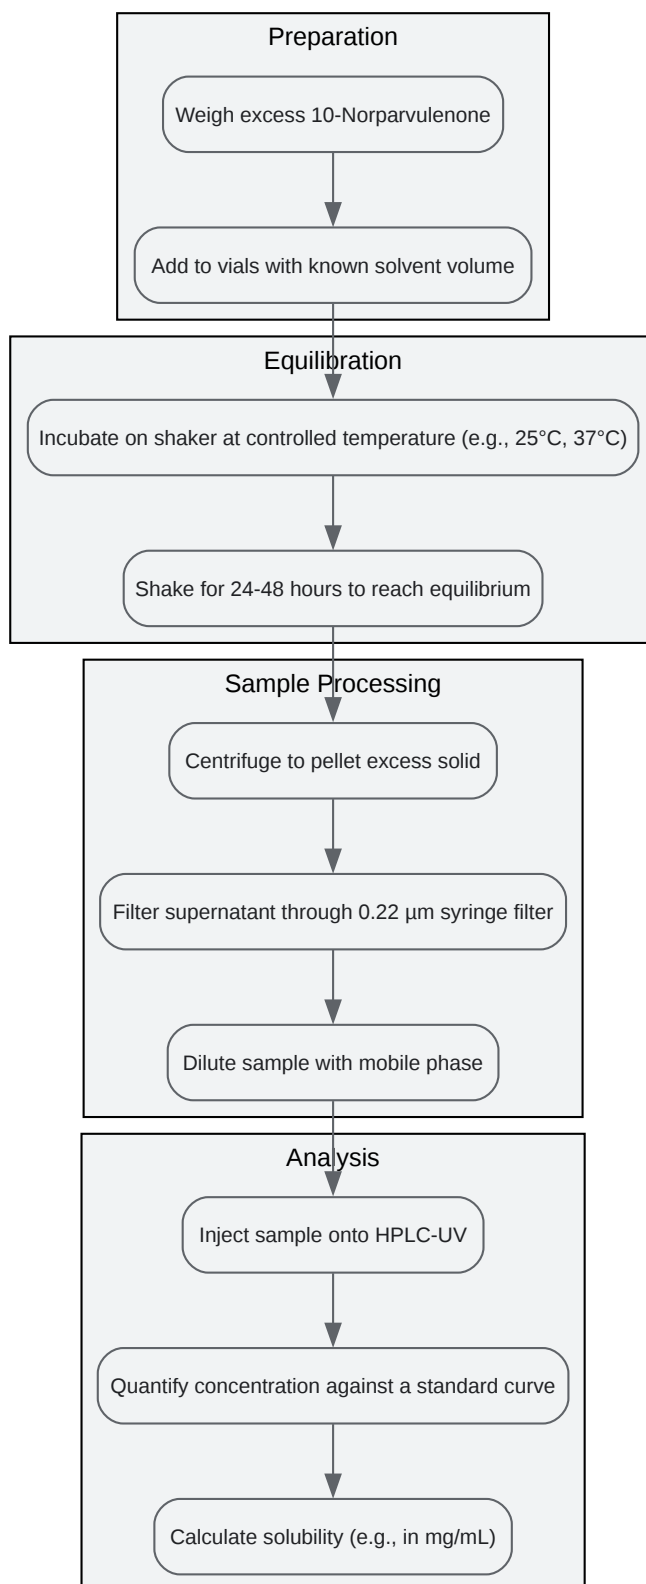 Preparation
Weigh excess 10-Norparvulenone
Add to vials with known solvent volume
Equilibration
Incubate on shaker at controlled temperature (e.g., 25°C, 37°C)
Shake for 24-48 hours to reach equilibrium
Sample Processing
Centrifuge to pellet excess solid
Filter supernatant through 0.22 µm syringe filter
Dilute sample with mobile phase
Analysis
Inject sample onto HPLC-UV
Quantify concentration against a standard curve
Calculate solubility (e.g., in mg/mL)